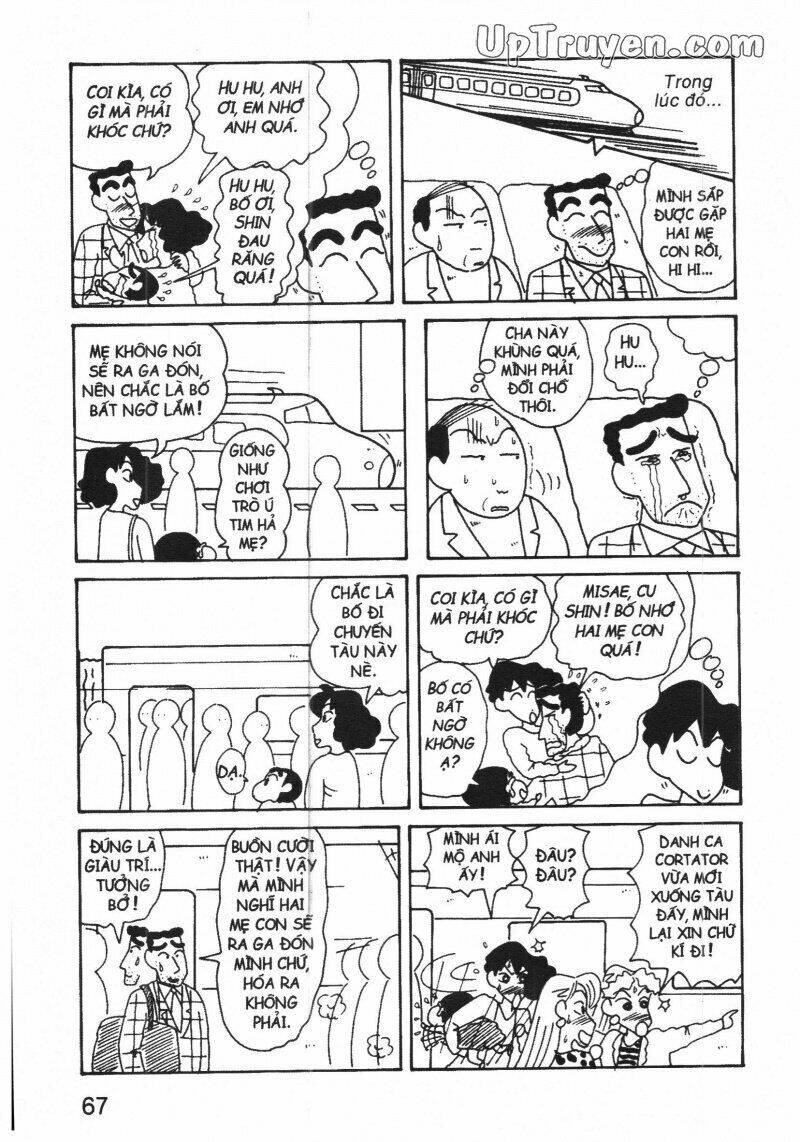 UpTruyen.com
Trong
lúc đó...
MÌNH SẮP
ĐƯỢC GẶP
HAI MẸ
CON RỒI,
HI HI...
HU HU, ANH
ƠI, EM NHỚ
ANH QUÁ.
COI KÌA, CÓ
GÌ MÀ PHẢI
KHÓC CHỨ?
HU HU,
BỐ ƠI,
SHIN
ĐAU
RĂNG
QUÁ!
HU
HU...
CHA NÀY
KHÙNG QUÁ,
MÌNH PHẢI
ĐỔI CHỖ
THÔI.
MẸ KHÔNG NÓI
SẼ RA GA ĐÓN,
NÊN CHẮC LÀ BỐ
BẤT NGỜ LẮM!
GIỐNG
NHƯ
CHƠI
TRÒ Ú
TIM HẢ
MẸ?
MISAE, CU
SHIN! BỐ NHỚ
HAI MẸ CON
QUÁ!
COI KÌA, CÓ GÌ
MÀ PHẢI KHÓC
CHỨ?
BỐ CÓ
BẤT
NGỜ
KHÔNG
Ạ?
CHẮC LÀ
BỐ ĐI
CHUYẾN
TÀU NÀY
NÈ.
DẠ...
DANH CA
CORTATOR
VỪA MỚI
XUỐNG TÀU
ĐẤY, MÌNH
LẠI XIN CHỮ
KÍ ĐI!
ĐÂU?
ĐÂU?
MÌNH ÁI
MỘ ANH
ẤY!
BUỒN CƯỜI
THẬT! VẬY
MÀ MÌNH
NGHĨ HAI
MẸ CON SẼ
RA GA ĐÓN
MÌNH CHỨ,
HÓA RA
KHÔNG
PHẢI.
ĐÚNG LÀ
GIÀU TRÍ...
TƯỞNG
BỞ!
67